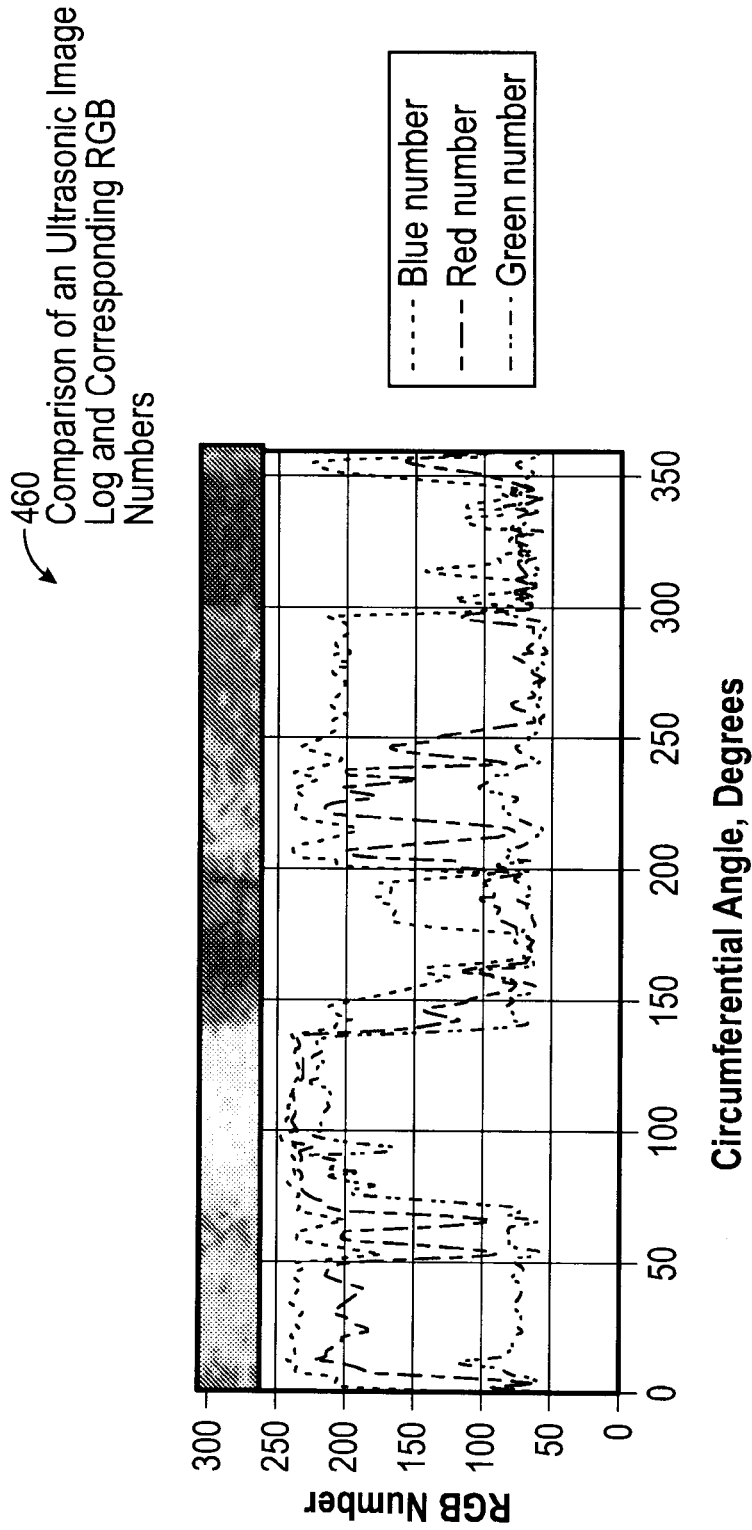 460
Comparison of an Ultrasonic Image
Log and Corresponding RGB
Numbers
RGB Number
300
250
200
150
100
50
0
0
50
100
150
200
250
300
350
Circumferential Angle, Degrees
Blue number
Red number
Green number